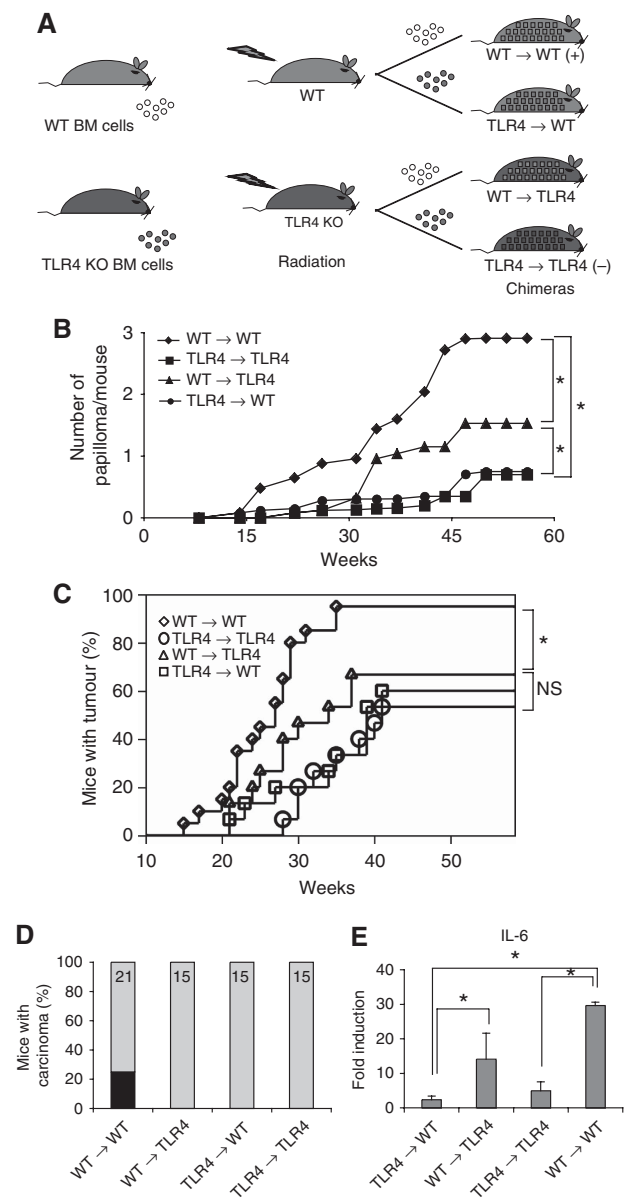 A
WT BM cells
WT
WT → WT (+)
TLR4 → WT
TLR4 KO BM cells
TLR4 KO
Radiation
WT → TLR4
TLR4 → TLR4 (–)
Chimeras
B
Number of
papilloma/mouse
3
2
1
0
WT → WT
TLR4 → TLR4
WT → TLR4
TLR4 → WT
*
*
*
0 15 30 45 60
Weeks
C
Mice with tumour (%)
100
80
60
40
20
0
WT → WT
TLR4 → TLR4
WT → TLR4
TLR4 → WT
*
NS
10 20 30 40 50
Weeks
D
Mice with
carcinoma (%)
100
80
60
40
20
0
21 15 15 15
WT → WT
WT → TLR4
TLR4 → WT
TLR4 → TLR4
E
IL-6
Fold induction
40
30
20
10
0
*
*
*
TLR4 → WT
WT → TLR4
TLR4 → TLR4
WT → WT